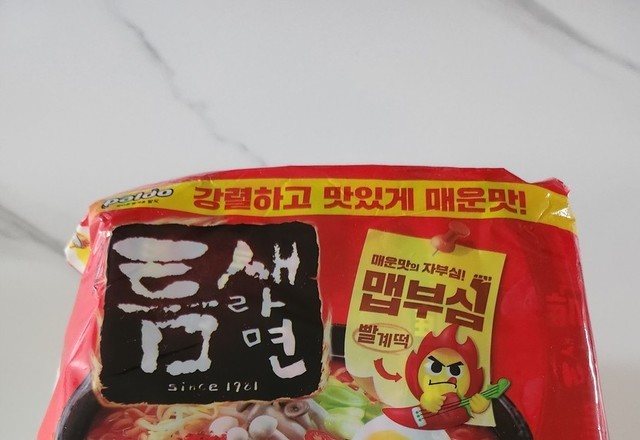 paldo
강렬하고 맛있게 매운맛!
틈새
라면
since 1981
매운맛의 자부심!
맵부심
빨계떡